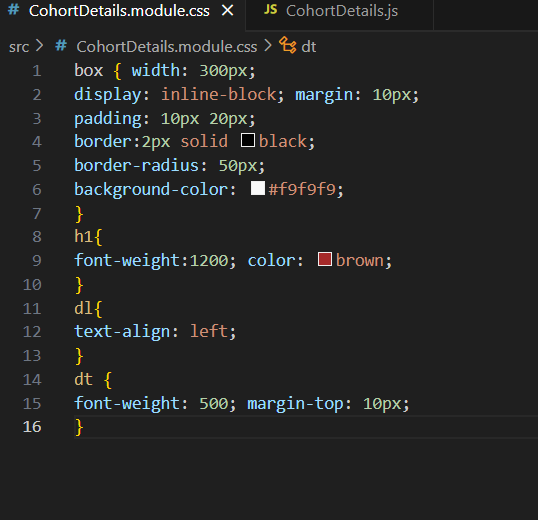 # CohortDetails.module.css × JS CohortDetails.js
src > # CohortDetails.module.css > dt
1 box { width: 300px;
2 display: inline-block; margin: 10px;
3 padding: 10px 20px;
4 border:2px solid black;
5 border-radius: 50px;
6 background-color: #f9f9f9;
7 }
8 h1{
9 font-weight:1200; color: brown;
10 }
11 dl{
12 text-align: left;
13 }
14 dt {
15 font-weight: 500; margin-top: 10px;
16 }